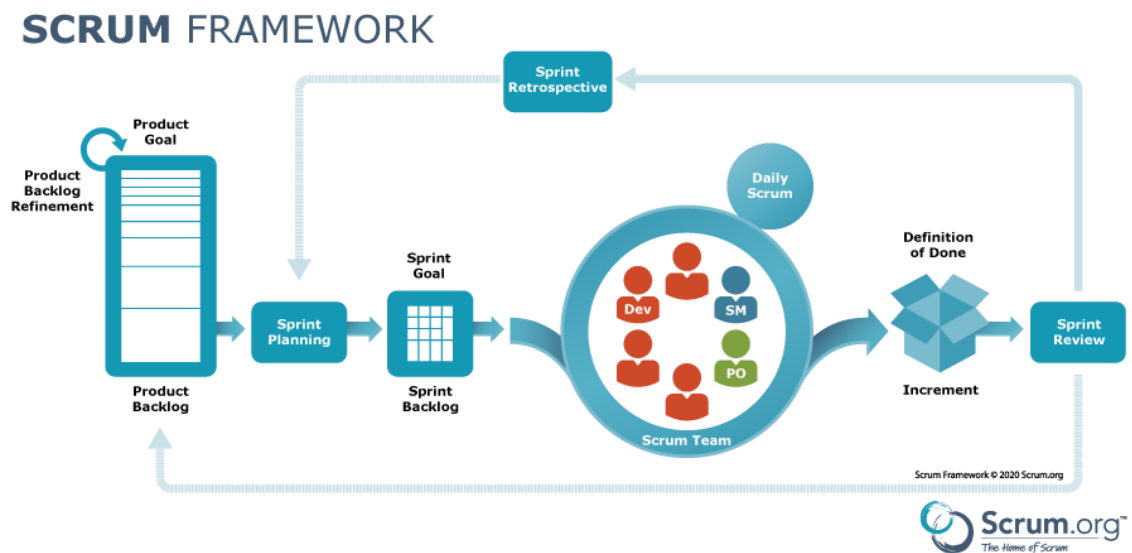 SCRUM FRAMEWORK
Sprint
Retrospective
Product
Goal
Product
Backlog
Refinement
Daily
Scrum
Sprint
Goal
Definition
of Done
Dev
SM
Sprint
Planning
Sprint
Review
PO
Product
Backlog
Sprint
Backlog
Increment
Scrum Team
Scrum Framework © 2020 Scrum.org
Scrum.org™
The Home of Scrum